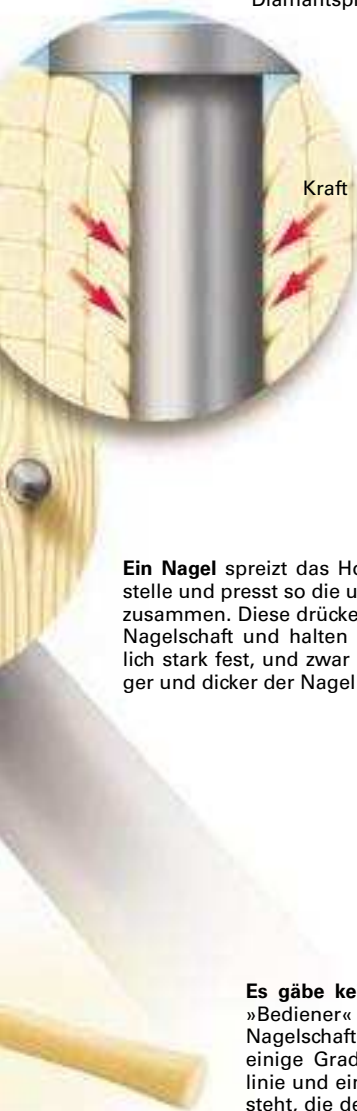 Diamantsp
Kraft
Ein Nagel spreizt das Ho
stelle und presst so die u
zusammen. Diese drücke
Nagelschaft und halten
lich stark fest, und zwar
ger und dicker der Nagel
Es gäbe ke
»Bediener«
Nagelschaft
einige Grad
linie und ein
steht, die de